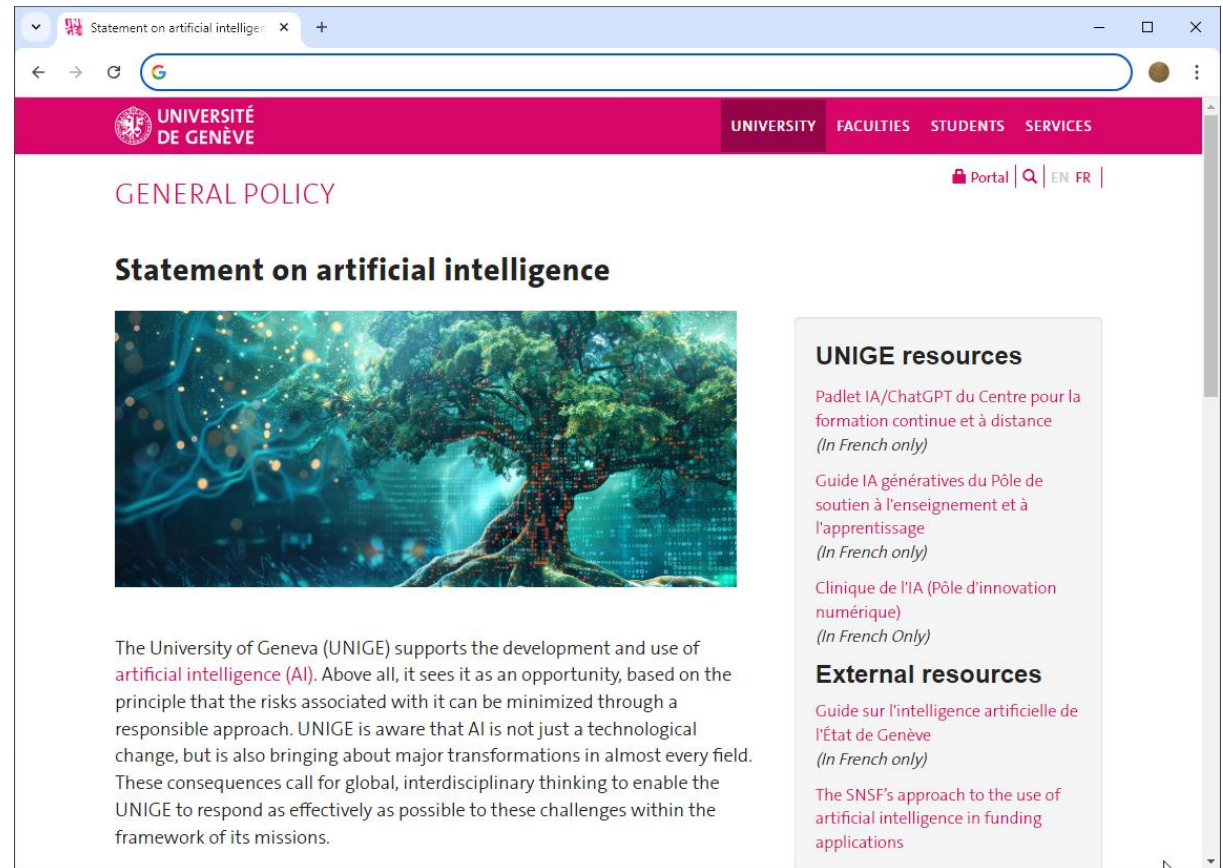 Statement on artificial intelligen
UNIVERSITÉ
DE GENÈVE
UNIVERSITY FACULTIES STUDENTS SERVICES
Portal EN FR
GENERAL POLICY
Statement on artificial intelligence
The University of Geneva (UNIGE) supports the development and use of
artificial intelligence (AI). Above all, it sees it as an opportunity, based on the
principle that the risks associated with it can be minimized through a
responsible approach. UNIGE is aware that AI is not just a technological
change, but is also bringing about major transformations in almost every field.
These consequences call for global, interdisciplinary thinking to enable the
UNIGE to respond as effectively as possible to these challenges within the
framework of its missions.
UNIGE resources
Padlet IA/ChatGPT du Centre pour la
formation continue et à distance
(In French only)
Guide IA génératives du Pôle de
soutien à l'enseignement et à
l'apprentissage
(In French only)
Clinique de l'IA (Pôle d'innovation
numérique)
(In French Only)
External resources
Guide sur l'intelligence artificielle de
l'État de Genève
(In French only)
The SNSF's approach to the use of
artificial intelligence in funding
applications